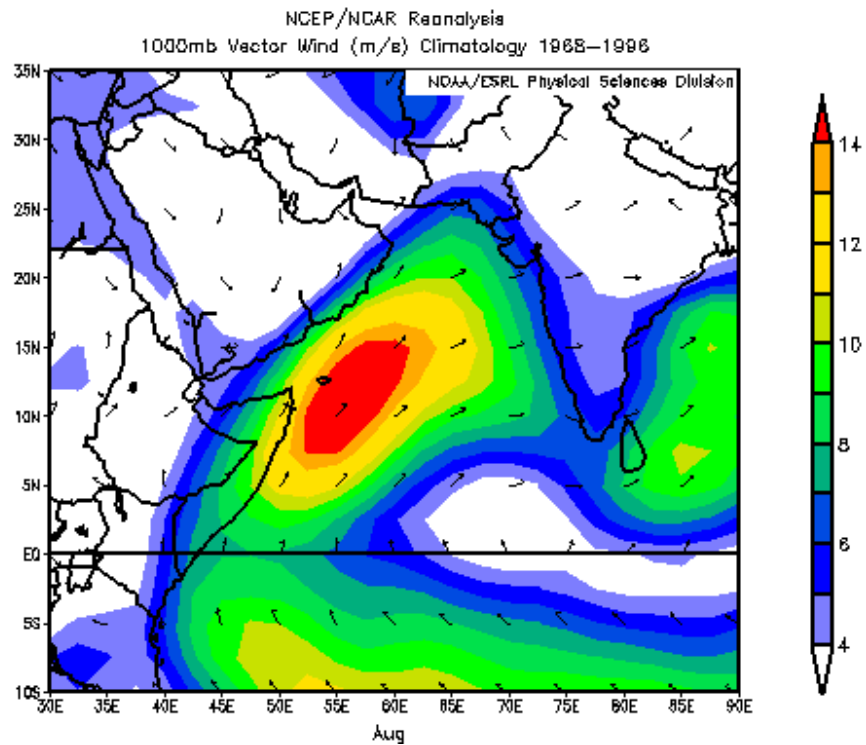 NCEP/NCAR Reanalysis
1000mb Vector Wind (m/s) Climatology 1968-1996
NOAA/ESRL Physical Sciences Division
35N
30N
25N
20N
15N
10N
5N
EQ
5S
10S
30E 35E 40E 45E 50E 55E 60E 65E 70E 75E 80E 85E 90E
Aug
14
12
10
8
6
4